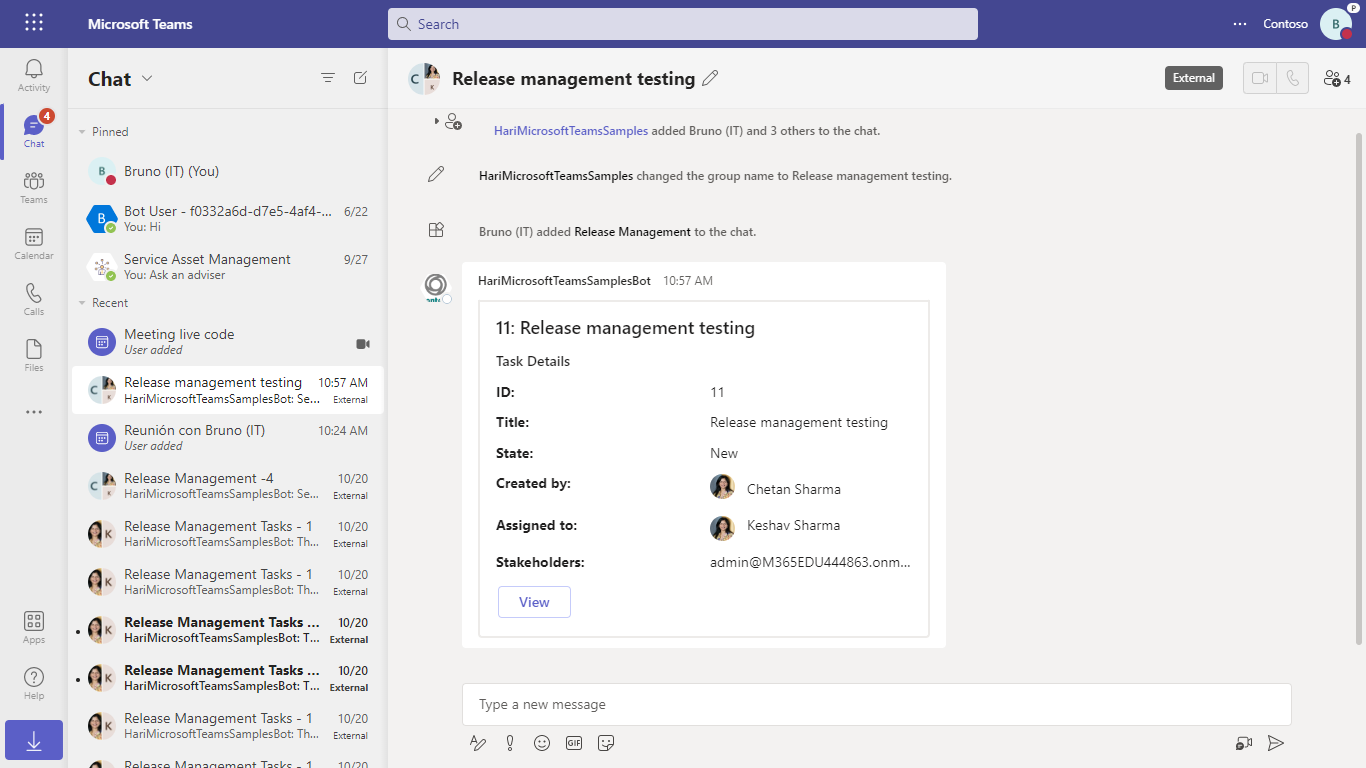 Microsoft Teams
Search
Contoso
B
P
Activity
4
Chat
Teams
Calendar
Calls
Files
Apps
Help
Chat
Pinned
B
Bruno (IT) (You)
B
Bot User - f0332a6d-d7e5-4af4-...
6/22
You: Hi
Service Asset Management
9/27
You: Ask an adviser
Recent
Meeting live code
User added
C
K
Release management testing
10:57 AM
HariMicrosoftTeamsSamplesBot: Se...
External
Reunión con Bruno (IT)
10:24 AM
User added
C
K
Release Management -4
10/20
HariMicrosoftTeamsSamplesBot: Se...
External
K
Release Management Tasks - 1
10/20
HariMicrosoftTeamsSamplesBot: Th...
External
K
Release Management Tasks - 1
10/20
HariMicrosoftTeamsSamplesBot: Th...
External
K
Release Management Tasks ...
10/20
HariMicrosoftTeamsSamplesBot: T...
External
K
Release Management Tasks ...
10/20
HariMicrosoftTeamsSamplesBot: T...
External
K
Release Management Tasks - 1
10/20
HariMicrosoftTeamsSamplesBot: Th...
External
Release Management Tasks - 1
10/20
C
K
Release management testing
External
4
HariMicrosoftTeamsSamples added Bruno (IT) and 3 others to the chat.
HariMicrosoftTeamsSamples changed the group name to Release management testing.
Bruno (IT) added Release Management to the chat.
HariMicrosoftTeamsSamplesBot 10:57 AM
11: Release management testing
Task Details
ID: 11
Title: Release management testing
State: New
Created by: Chetan Sharma
Assigned to: Keshav Sharma
Stakeholders: admin@M365EDU444863.onm...
View
Type a new message
GIF